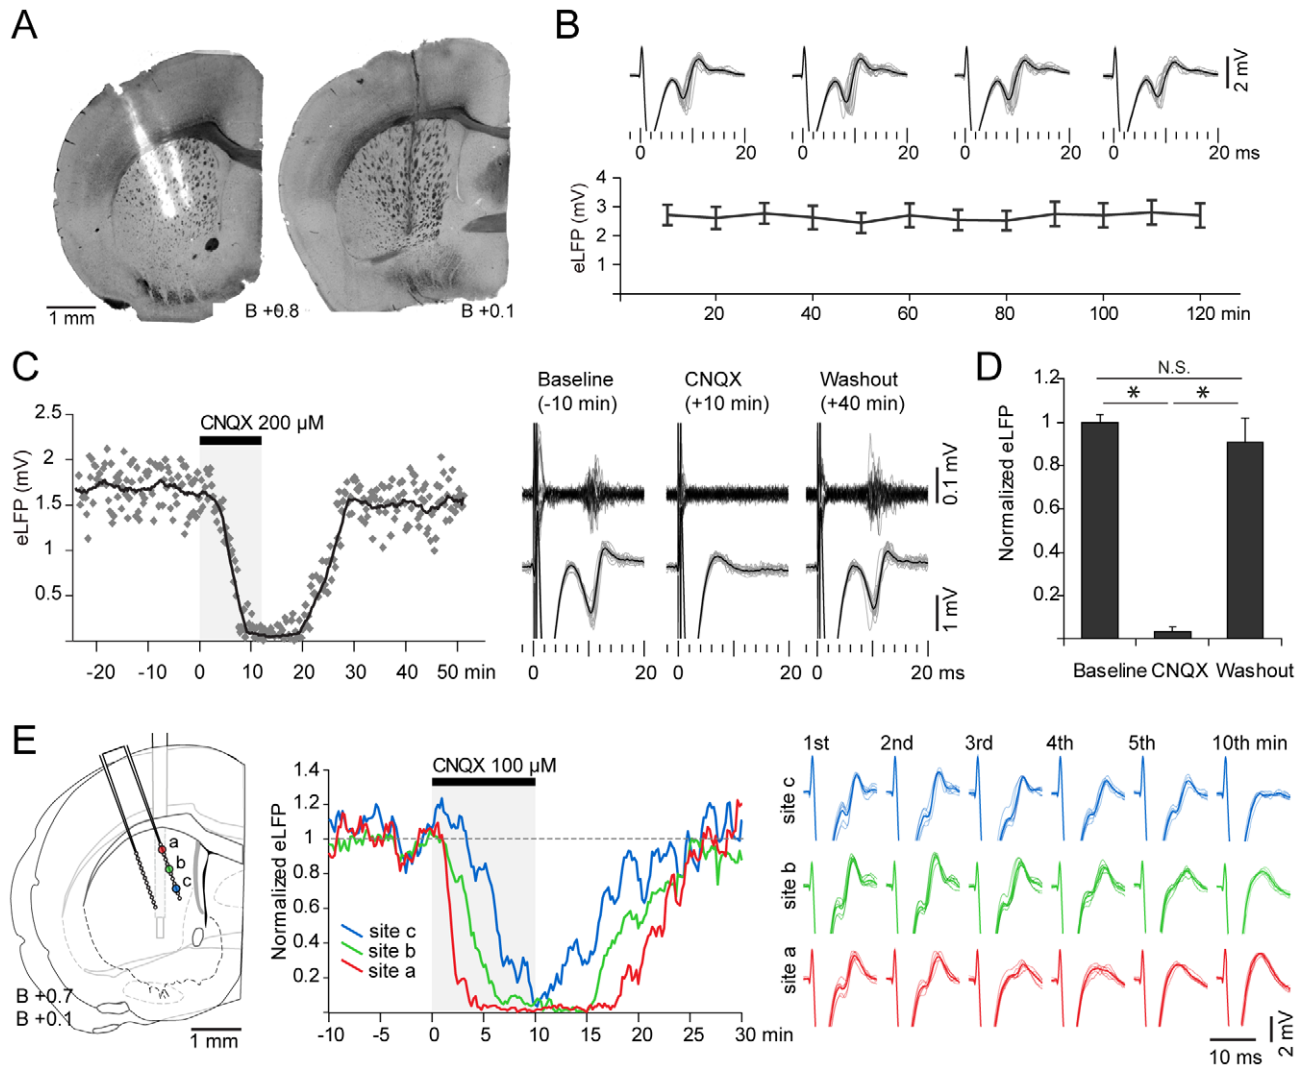 A
1 mm
B +0.8
B +0.1
B
2 mV
0 20
0 20
0 20
0 20 ms
eLFP (mV)
4
3
2
1
20 40 60 80 100 120 min
C
CNQX 200 µM
eLFP (mV)
2.5
2
1.5
1
0.5
-20 -10 0 10 20 30 40 50 min
Baseline
(-10 min)
CNQX
(+10 min)
Washout
(+40 min)
0.1 mV
1 mV
0 20
0 20
0 20 ms
D
N.S.
* *
Normalized eLFP
1.2
1
0.8
0.6
0.4
0.2
Baseline CNQX Washout
E
a
b
c
B +0.7
B +0.1
1 mm
CNQX 100 µM
Normalized eLFP
1.4
1.2
1
0.8
0.6
0.4
0.2
site c
site b
site a
-10 -5 0 5 10 15 20 25 30 min
1st 2nd 3rd 4th 5th 10th min
site c
site b
site a
10 ms
2 mV